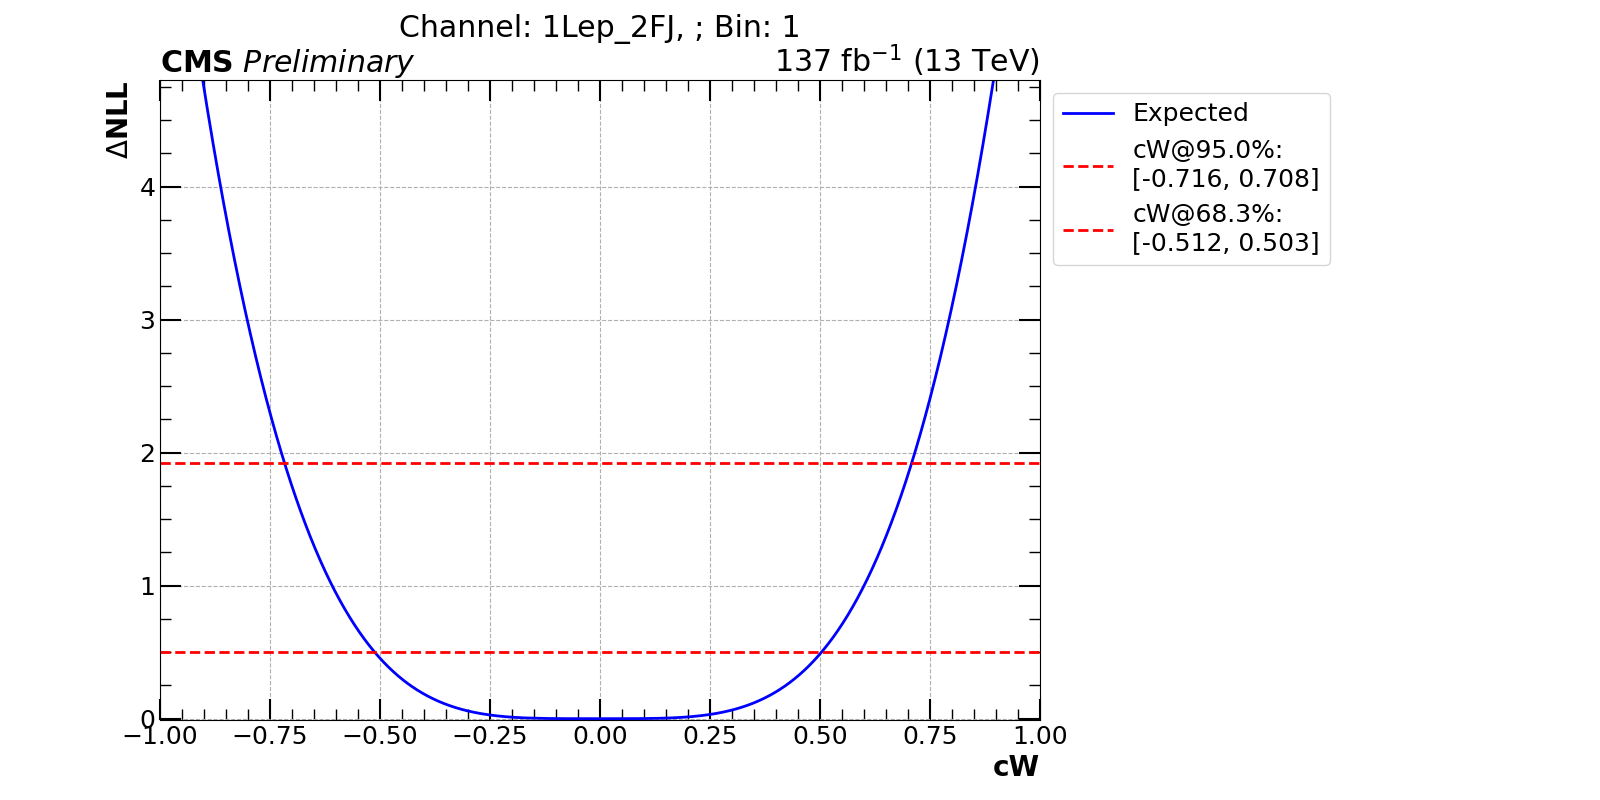 Channel: 1Lep_2FJ, ; Bin: 1
CMS Preliminary
137 fb⁻¹ (13 TeV)
ΔNLL
4
3
2
1
0
−1.00 −0.75 −0.50 −0.25 0.00 0.25 0.50 0.75 1.00
cW
Expected
cW@95.0%:
[-0.716, 0.708]
cW@68.3%:
[-0.512, 0.503]